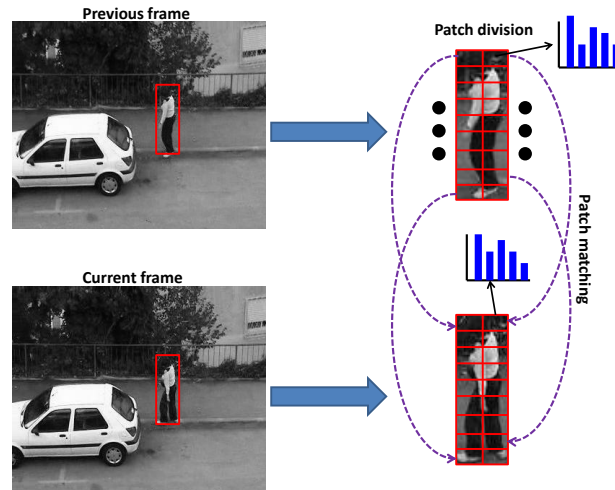 Previous frame
Patch division
Patch matching
Current frame